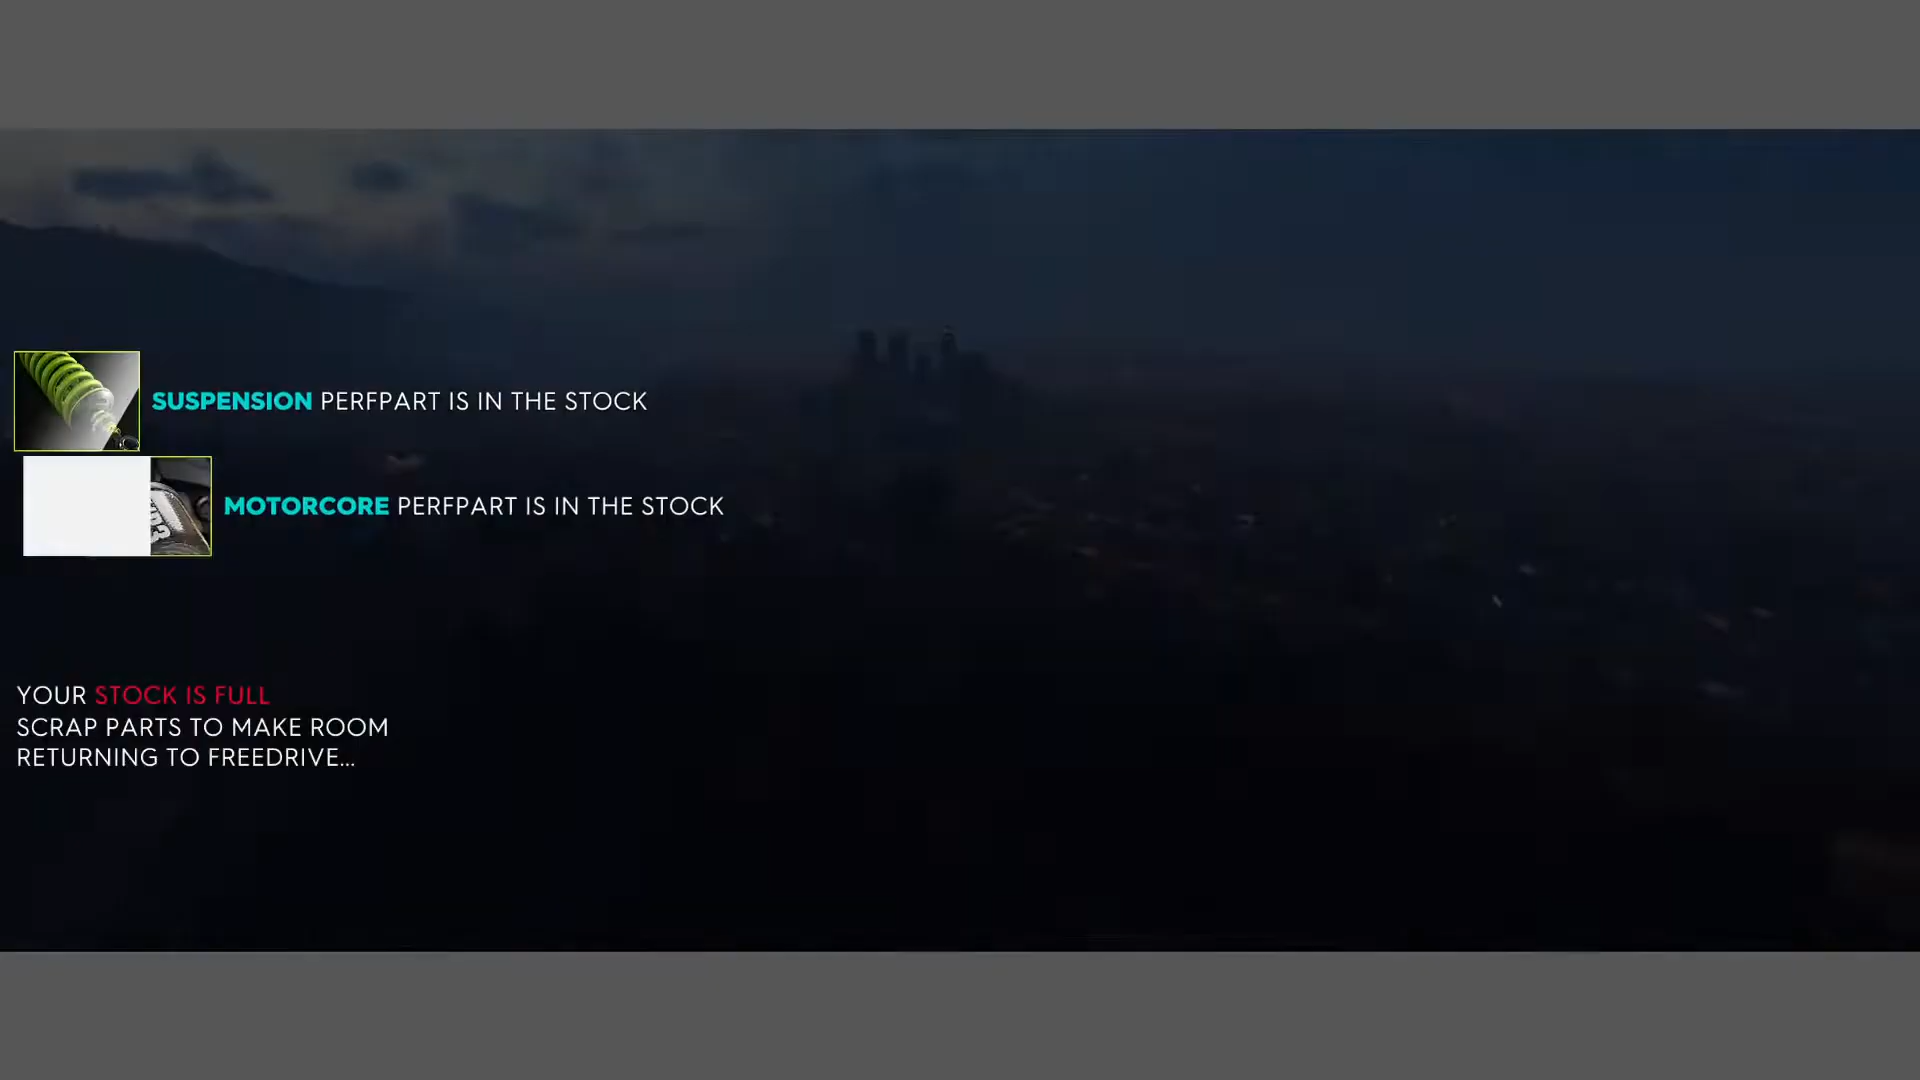 SUSPENSION PERFPART IS IN THE STOCK
MOTORCORE PERFPART IS IN THE STOCK
YOUR STOCK IS FULL
SCRAP PARTS TO MAKE ROOM
RETURNING TO FREEDRIVE...